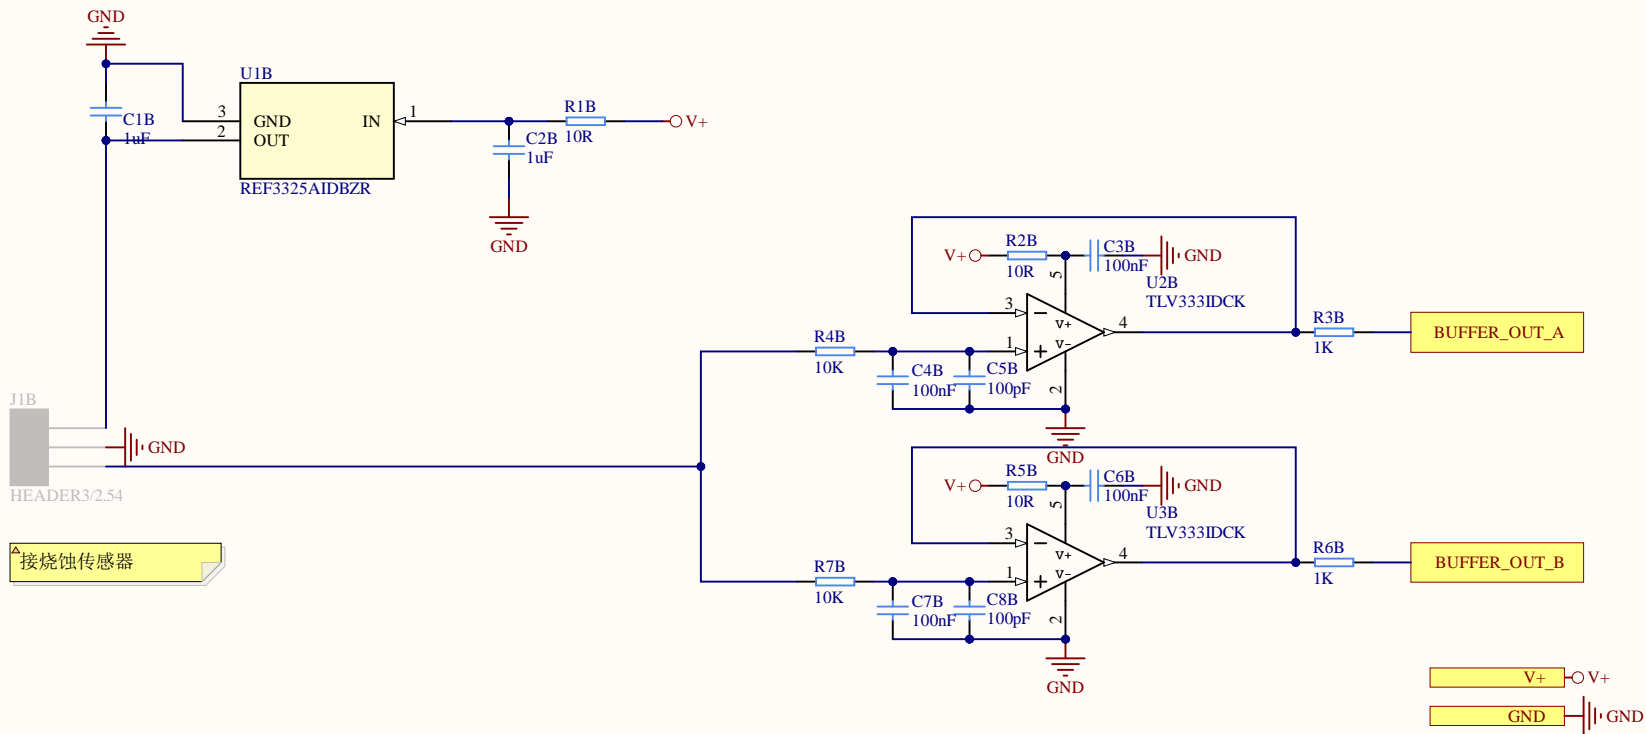 GND
U1B
C1B
1uF
3
GND
2
OUT
IN
1
REF3325AIDBZR
R1B
10R
V+
C2B
1uF
GND
V+
R2B
10R
5
C3B
100nF
GND
U2B
TLV333IDCK
3
V+
V-
4
1
2
R3B
1K
BUFFER_OUT_A
R4B
10K
C4B
100nF
C5B
100pF
GND
J1B
GND
HEADER3/2.54
接烧蚀传感器
V+
R5B
10R
5
C6B
100nF
GND
U3B
TLV333IDCK
3
V+
V-
4
1
2
R6B
1K
BUFFER_OUT_B
R7B
10K
C7B
100nF
C8B
100pF
GND
V+
V+
GND
GND